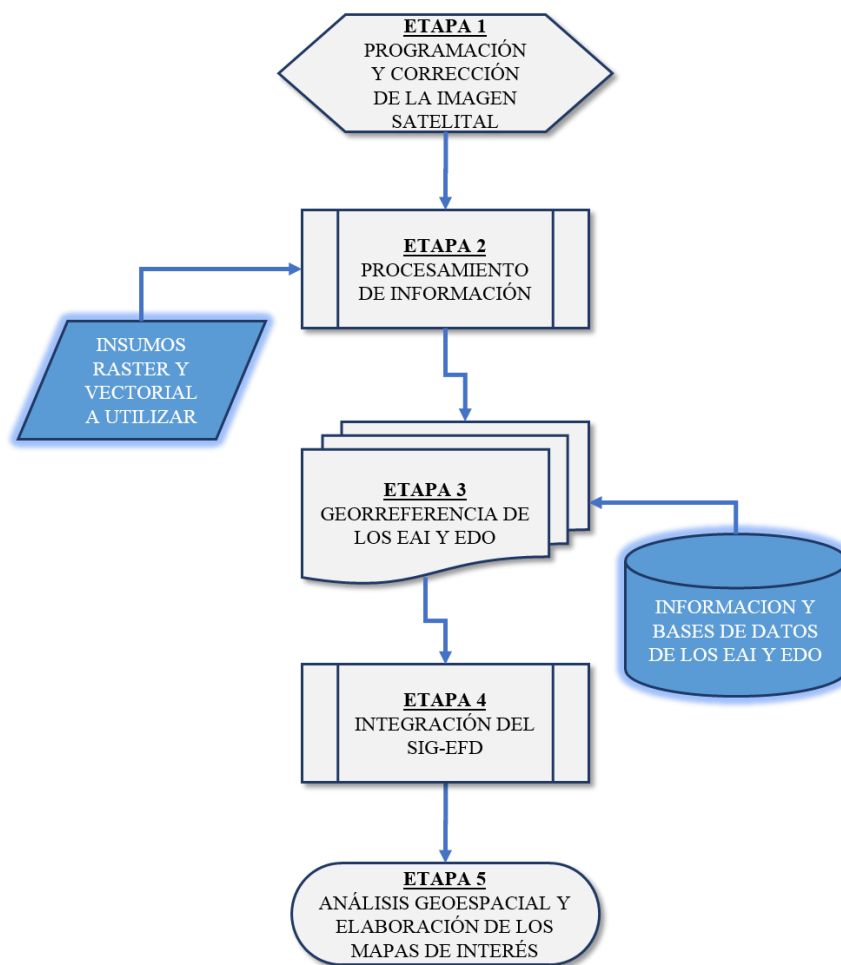 ETAPA 1
PROGRAMACIÓN
Y CORRECCIÓN
DE LA IMAGEN
SATELITAL
ETAPA 2
PROCESAMIENTO
DE INFORMACIÓN
INSUMOS
RASTER Y
VECTORIAL
A UTILIZAR
ETAPA 3
GEORREFERENCIA DE
LOS EAI Y EDO
INFORMACION Y
BASES DE DATOS
DE LOS EAI Y EDO
ETAPA 4
INTEGRACIÓN DEL
SIG-EFD
ETAPA 5
ANÁLISIS GEOESPACIAL Y
ELABORACIÓN DE LOS
MAPAS DE INTERÉS